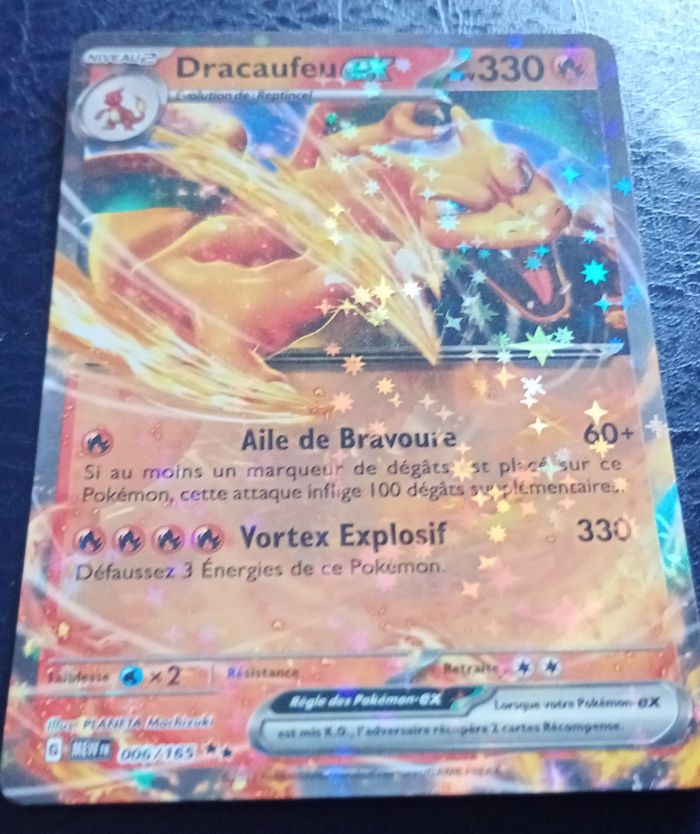 NIVEAU 2
Dracaufeu ex PV 330
Évolution de : Reptincel
Aile de Bravoure 60+
Si au moins un marqueur de dégâts est placé sur ce
Pokémon, cette attaque inflige 100 dégâts supplémentaires.
Vortex Explosif 330
Défaussez 3 Énergies de ce Pokémon.
Faiblesse ×2 Résistance Retraite
Règle des Pokémon-ex Lorsque votre Pokémon-ex
est mis K.O., l'adversaire récupère 2 cartes Récompense.
Illus. PLANETA Mochizuki
G MEW FR 006/165